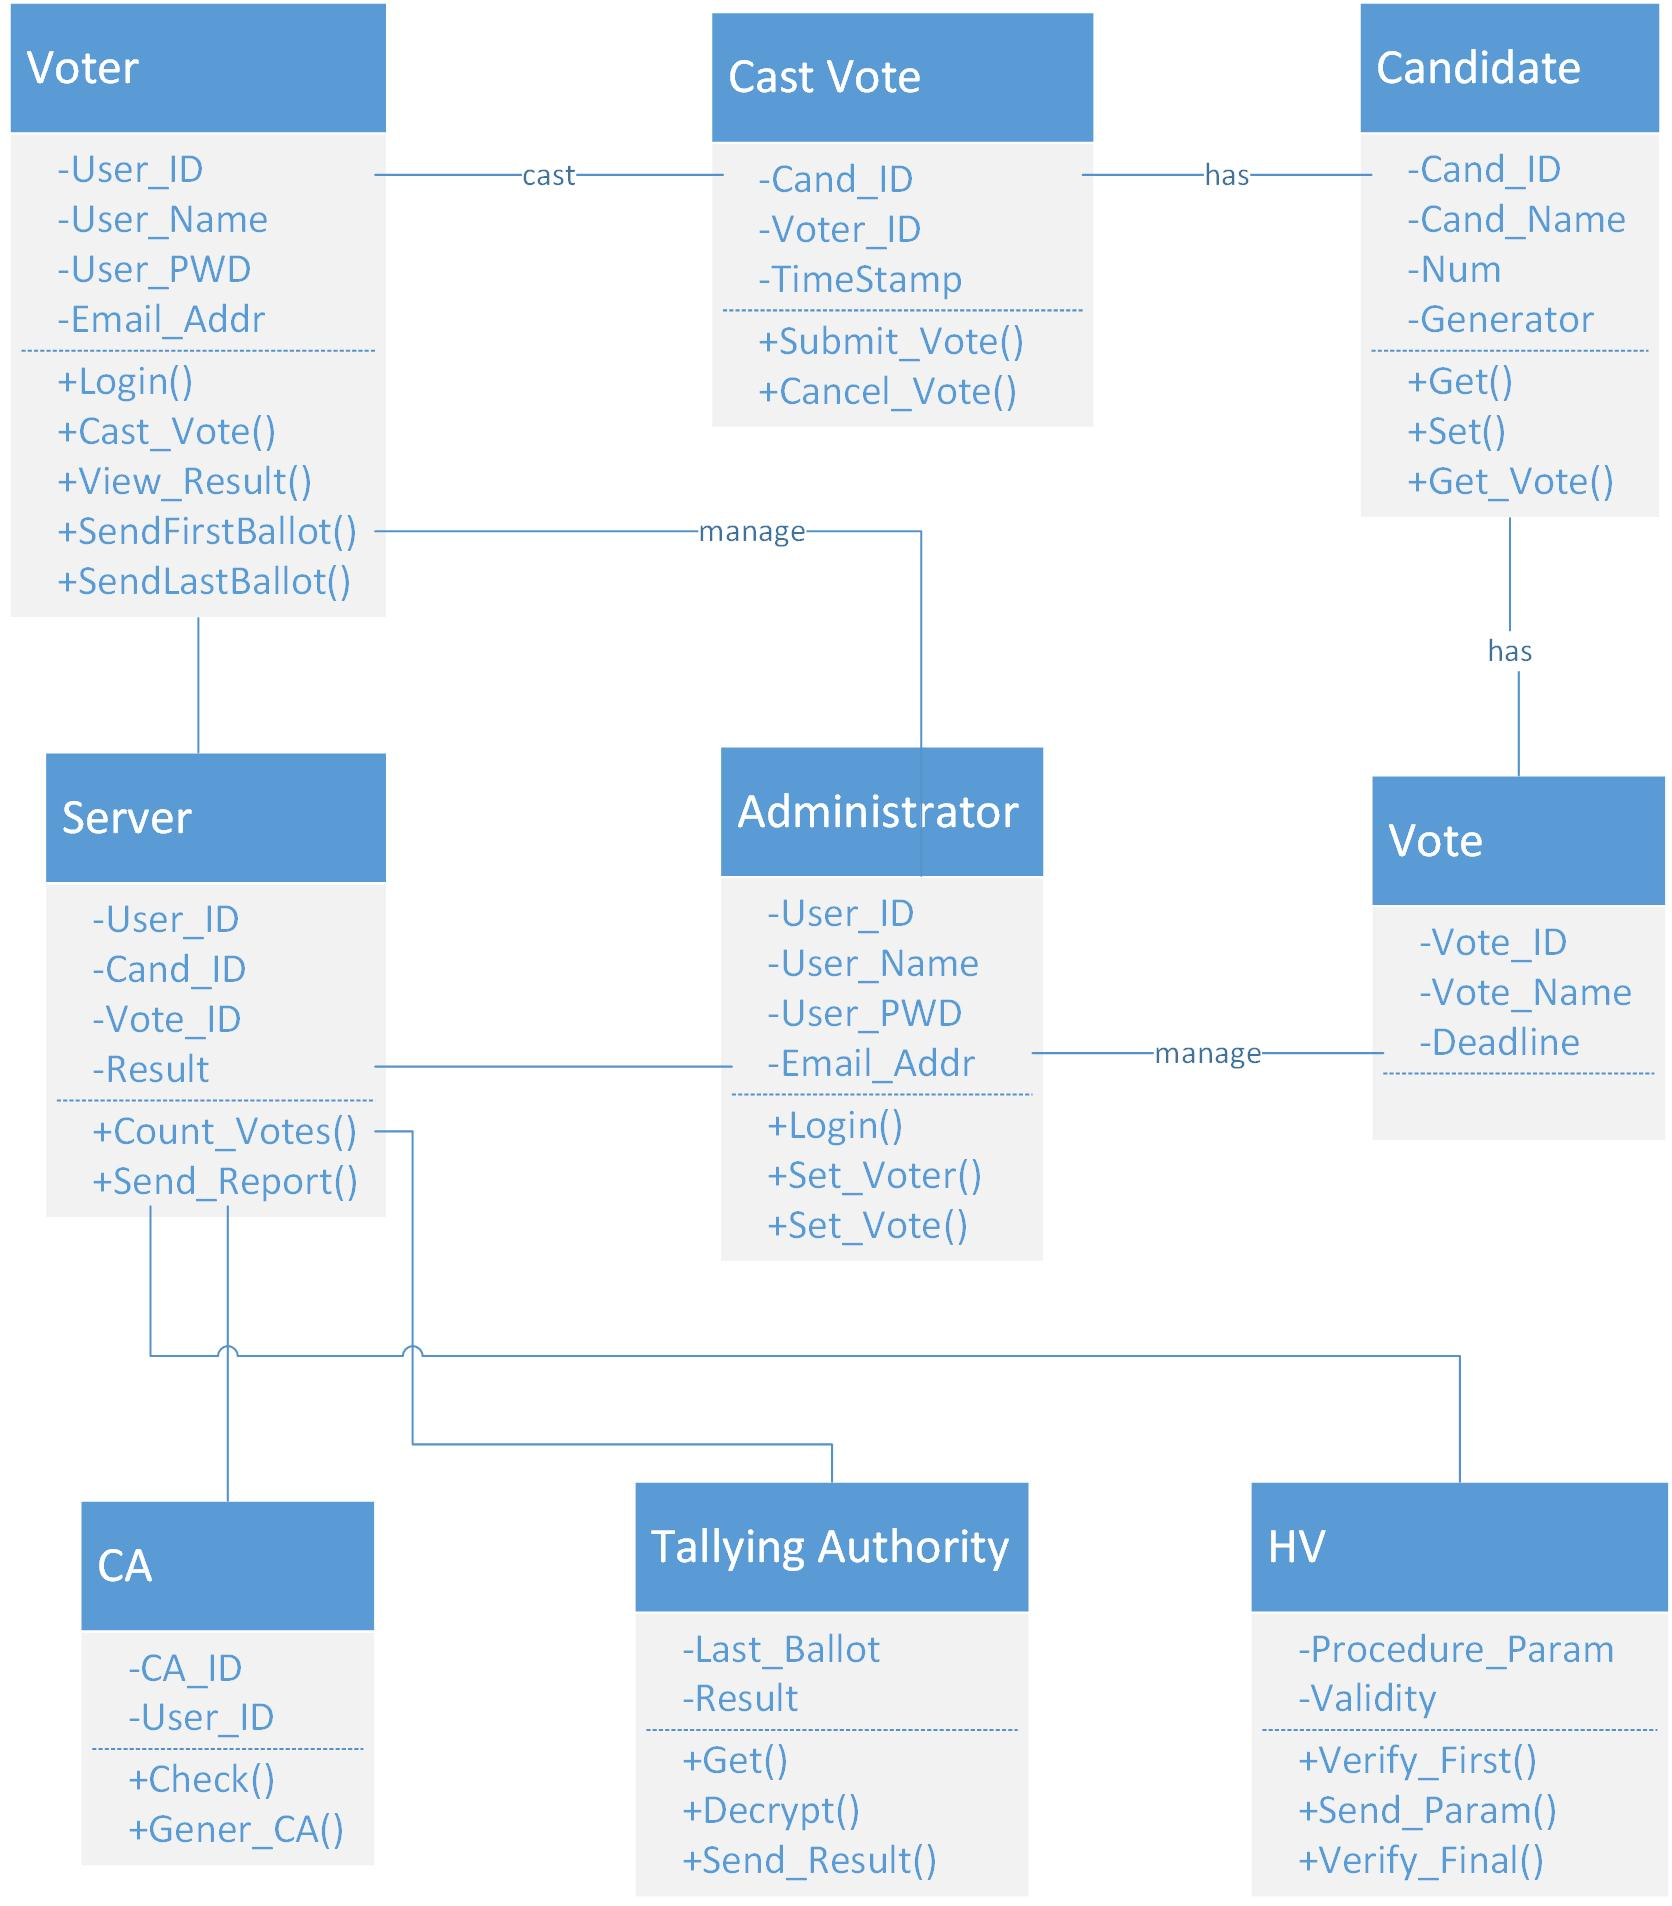 Voter
-User_ID
-User_Name
-User_PWD
-Email_Addr
+Login()
+Cast_Vote()
+View_Result()
+SendFirstBallot()
+SendLastBallot()
cast
Cast Vote
-Cand_ID
-Voter_ID
-TimeStamp
+Submit_Vote()
+Cancel_Vote()
has
Candidate
-Cand_ID
-Cand_Name
-Num
-Generator
+Get()
+Set()
+Get_Vote()
manage
has
Server
-User_ID
-Cand_ID
-Vote_ID
-Result
+Count_Votes()
+Send_Report()
Administrator
-User_ID
-User_Name
-User_PWD
-Email_Addr
+Login()
+Set_Voter()
+Set_Vote()
manage
Vote
-Vote_ID
-Vote_Name
-Deadline
CA
-CA_ID
-User_ID
+Check()
+Gener_CA()
Tallying Authority
-Last_Ballot
-Result
+Get()
+Decrypt()
+Send_Result()
HV
-Procedure_Param
-Validity
+Verify_First()
+Send_Param()
+Verify_Final()